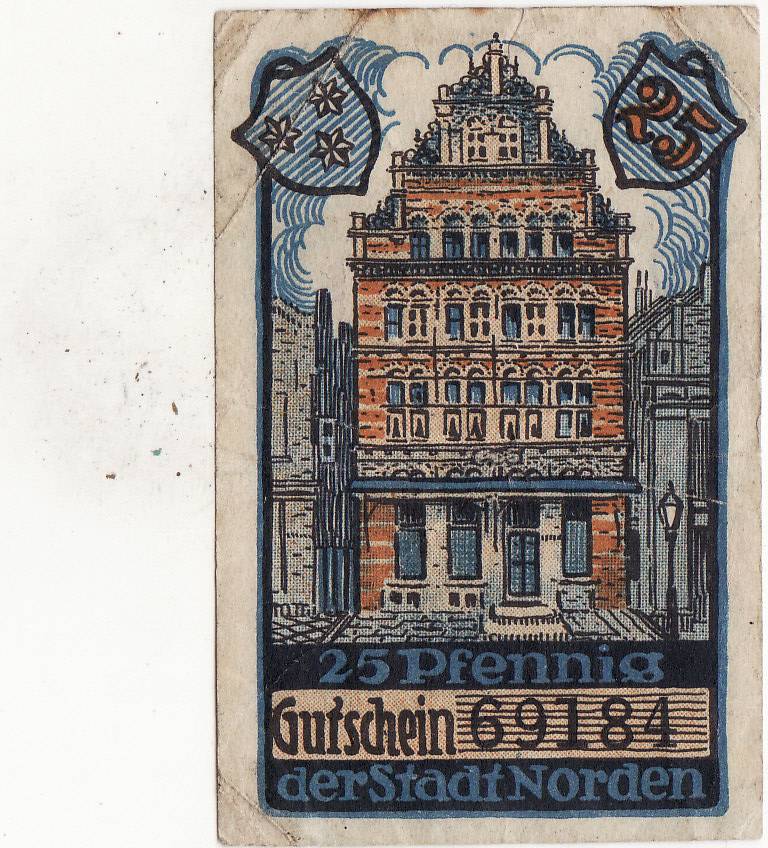 25
25 Pfennig
Gutschein 69184
der Stadt Norden